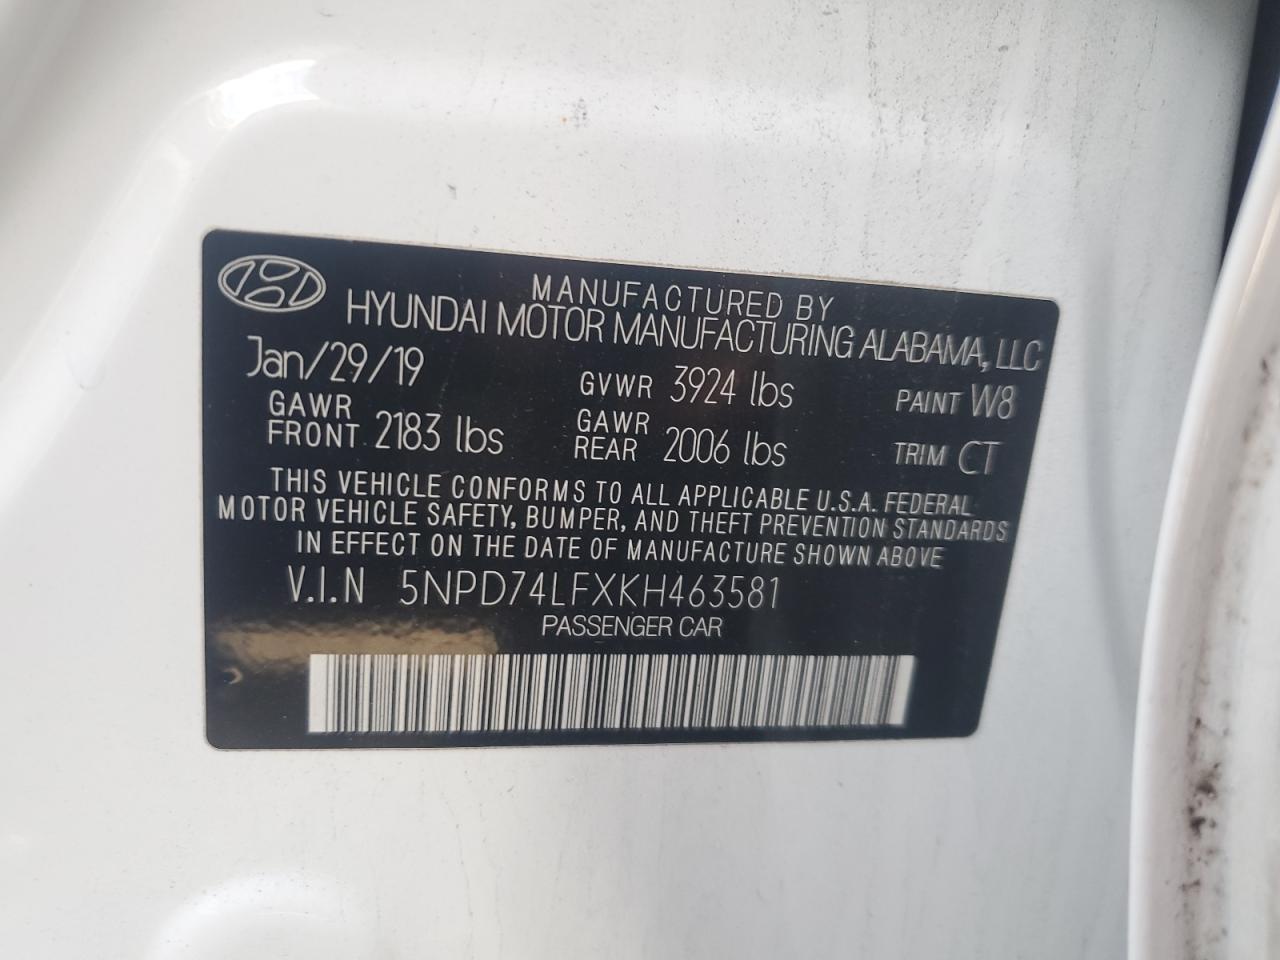 MANUFACTURED BY
HYUNDAI MOTOR MANUFACTURING ALABAMA, LLC
Jan/29/19 GVWR 3924 lbs PAINT W8
GAWR FRONT 2183 lbs GAWR REAR 2006 lbs TRIM CT
THIS VEHICLE CONFORMS TO ALL APPLICABLE U.S.A. FEDERAL
MOTOR VEHICLE SAFETY, BUMPER, AND THEFT PREVENTION STANDARDS
IN EFFECT ON THE DATE OF MANUFACTURE SHOWN ABOVE
V.I.N 5NPD74LFXKH463581
PASSENGER CAR